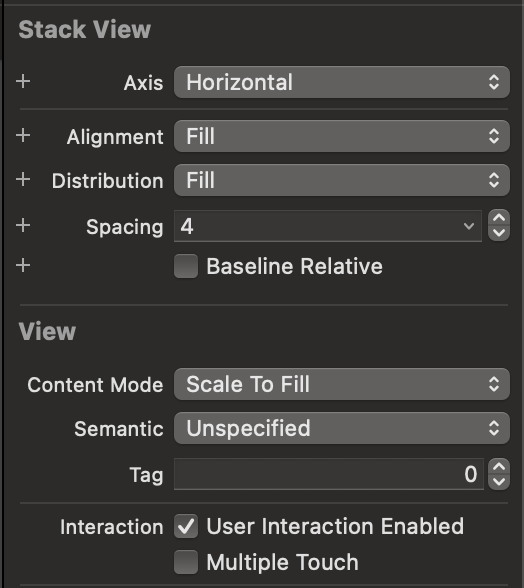 Stack View
+ Axis Horizontal
+ Alignment Fill
+ Distribution Fill
+ Spacing 4
+ Baseline Relative
View
Content Mode Scale To Fill
Semantic Unspecified
Tag 0
Interaction User Interaction Enabled
Multiple Touch